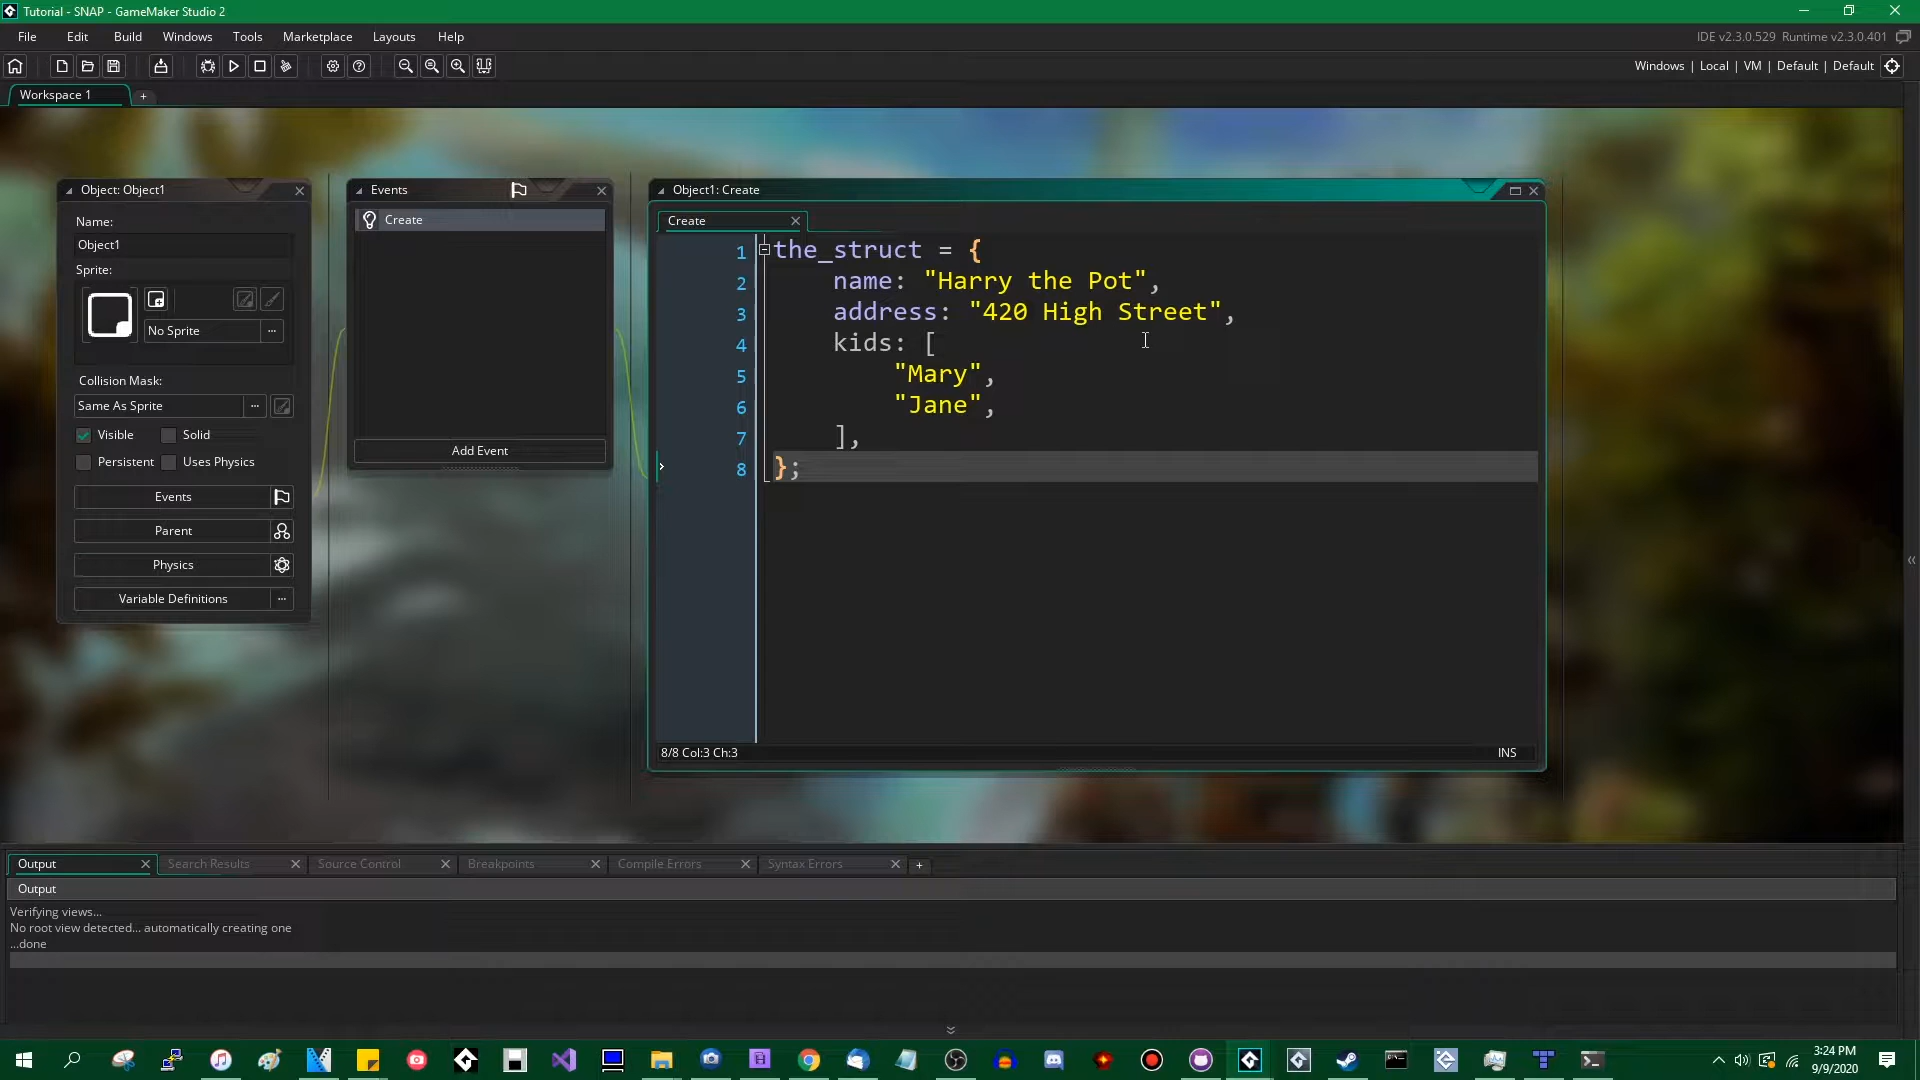 Tutorial - SNAP - GameMaker Studio 2
File Edit Build Windows Tools Marketplace Layouts Help
IDE v2.3.0.529 Runtime v2.3.0.401
Windows | Local | VM | Default | Default
Workspace 1 +
Object: Object1
Name:
Object1
Sprite:
No Sprite ...
Collision Mask:
Same As Sprite ...
Visible Solid
Persistent Uses Physics
Events
Parent
Physics
Variable Definitions ...
Events
Create
Add Event
Object1: Create
Create
1 the_struct = {
2 name: "Harry the Pot",
3 address: "420 High Street",
4 kids: [
5 "Mary",
6 "Jane",
7 ],
8 };
8/8 Col:3 Ch:3 INS
Output Search Results Source Control Breakpoints Compile Errors Syntax Errors +
Output
Verifying views...
No root view detected... automatically creating one
...done
3:24 PM
9/9/2020